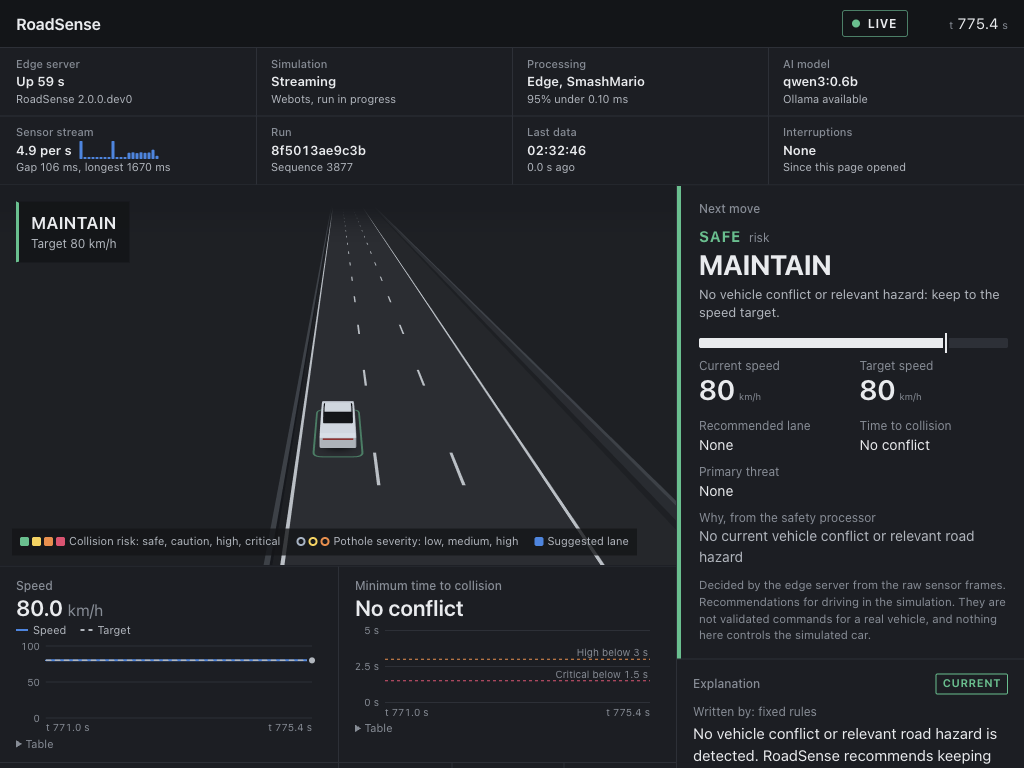 RoadSense
LIVE
t 775.4 s
Edge server
Up 59 s
RoadSense 2.0.0.dev0
Simulation
Streaming
Webots, run in progress
Processing
Edge, SmashMario
95% under 0.10 ms
AI model
qwen3:0.6b
Ollama available
Sensor stream
4.9 per s
Gap 106 ms, longest 1670 ms
Run
8f5013ae9c3b
Sequence 3877
Last data
02:32:46
0.0 s ago
Interruptions
None
Since this page opened
MAINTAIN
Target 80 km/h
Collision risk: safe, caution, high, critical
Pothole severity: low, medium, high
Suggested lane
Next move
SAFE risk
MAINTAIN
No vehicle conflict or relevant hazard: keep to the
speed target.
Current speed
80 km/h
Target speed
80 km/h
Recommended lane
None
Time to collision
No conflict
Primary threat
None
Why, from the safety processor
No current vehicle conflict or relevant road
hazard
Decided by the edge server from the raw sensor frames.
Recommendations for driving in the simulation. They are
not validated commands for a real vehicle, and nothing
here controls the simulated car.
Speed
80.0 km/h
Speed
Target
100
50
0
t 771.0 s
t 775.4 s
Table
Minimum time to collision
No conflict
5 s
High below 3 s
2.5 s
Critical below 1.5 s
0 s
t 771.0 s
t 775.4 s
Table
Explanation
CURRENT
Written by: fixed rules
No vehicle conflict or relevant road hazard is
detected. RoadSense recommends keeping